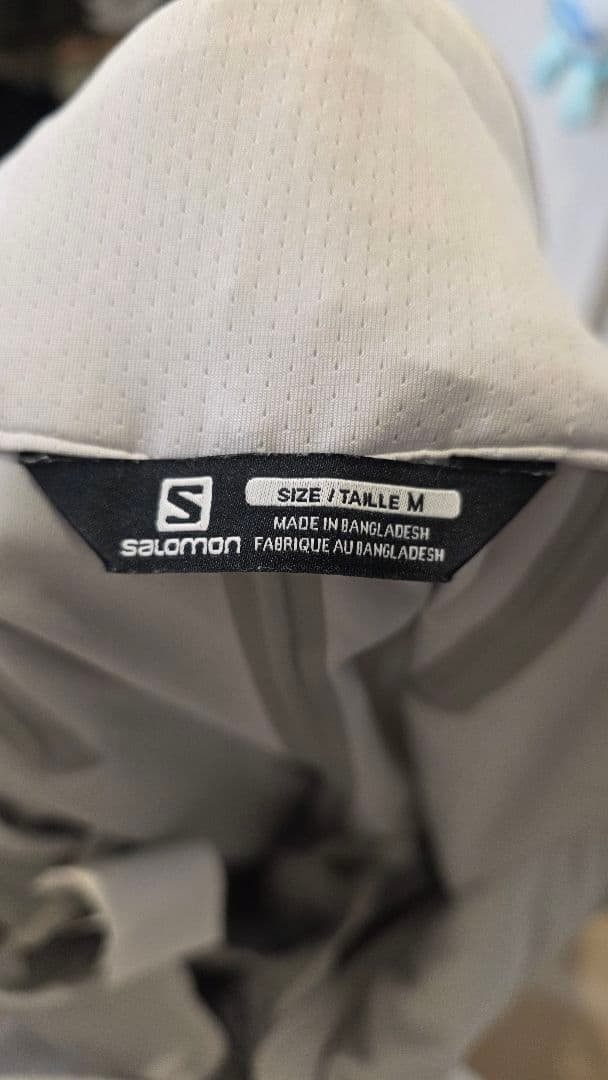 S
salomon
SIZE / TAILLE M
MADE IN BANGLADESH
FABRIQUE AU BANGLADESH